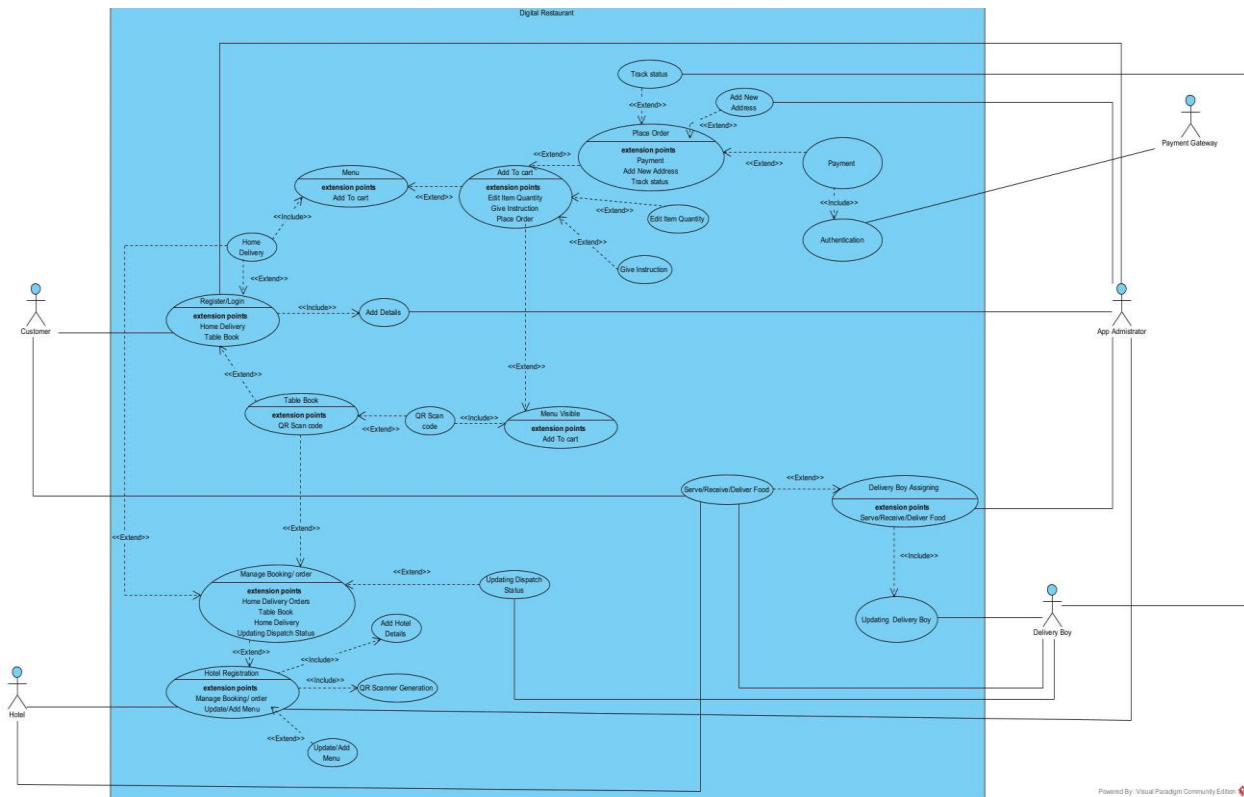 Digital Restaurant
Track status
<<Extend>>
Add New
Address
<<Extend>>
Place Order
extension points
Payment
Add New Address
Track status
<<Extend>>
Payment
Payment Gateway
<<Extend>>
Menu
extension points
Add To cart
<<Extend>>
Add To cart
extension points
Edit Item Quantity
Give Instruction
Place Order
<<Extend>>
Edit Item Quantity
<<Include>>
Authentication
<<Include>>
Home
Delivery
<<Extend>>
Give Instruction
<<Extend>>
Register/Login
extension points
Home Delivery
Table Book
<<Include>>
Add Details
Customer
App Admistrator
<<Extend>>
<<Extend>>
Table Book
extension points
QR Scan code
<<Extend>>
QR Scan
code
<<Include>>
Menu Visible
extension points
Add To cart
Serve/Receive/Deliver Food
<<Extend>>
Delivery Boy Assigning
extension points
Serve/Receive/Deliver Food
<<Extend>>
<<Extend>>
<<Include>>
Manage Booking/ order
extension points
Home Delivery Orders
Table Book
Home Delivery
Updating Dispatch Status
<<Extend>>
Updating Dispatch
Status
Updating Delivery Boy
Delivery Boy
Add Hotel
Details
<<Extend>>
<<Include>>
Hotel Registration
extension points
Manage Booking/ order
Update/Add Menu
<<Include>>
QR Scanner Generation
Hotel
<<Extend>>
Update/Add
Menu
Powered By: Visual Paradigm Community Edition